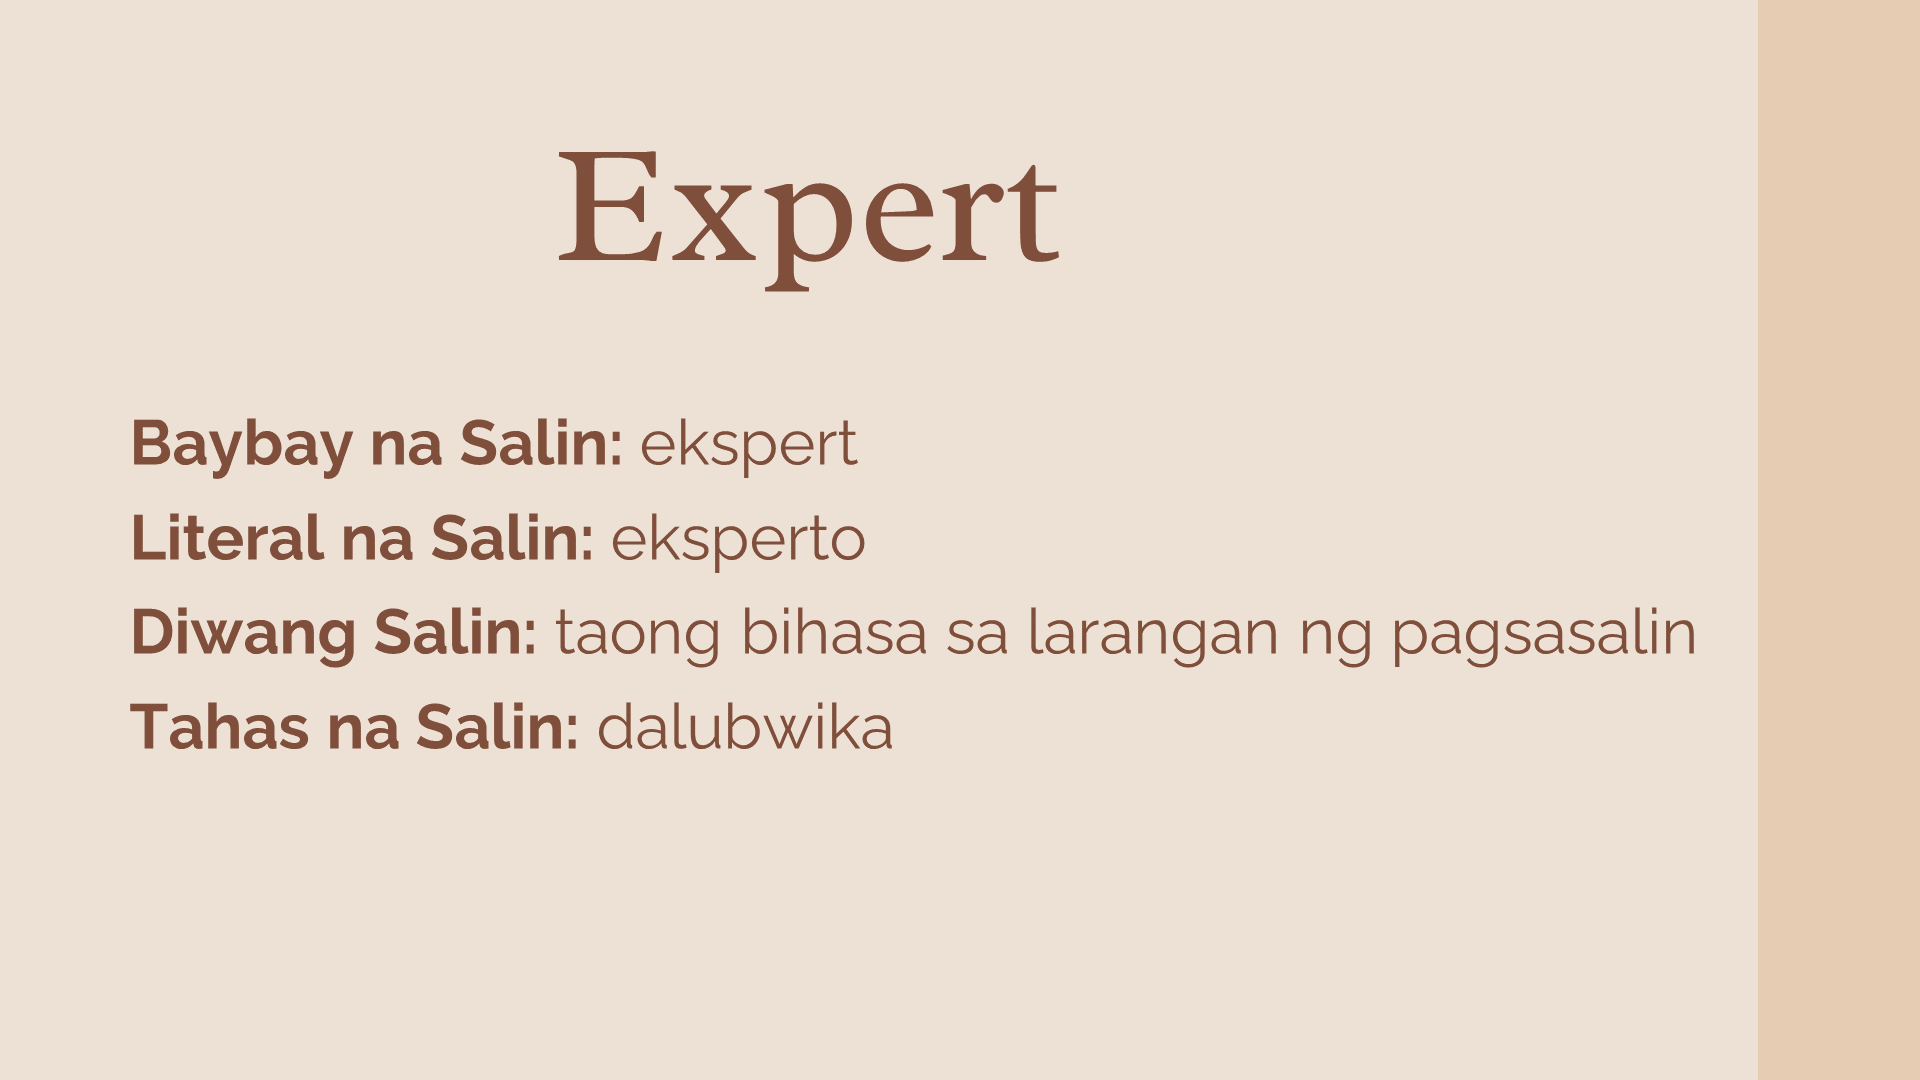 Expert
Baybay na Salin: ekspert
Literal na Salin: eksperto
Diwang Salin: taong bihasa sa larangan ng pagsasalin
Tahas na Salin: dalubwika